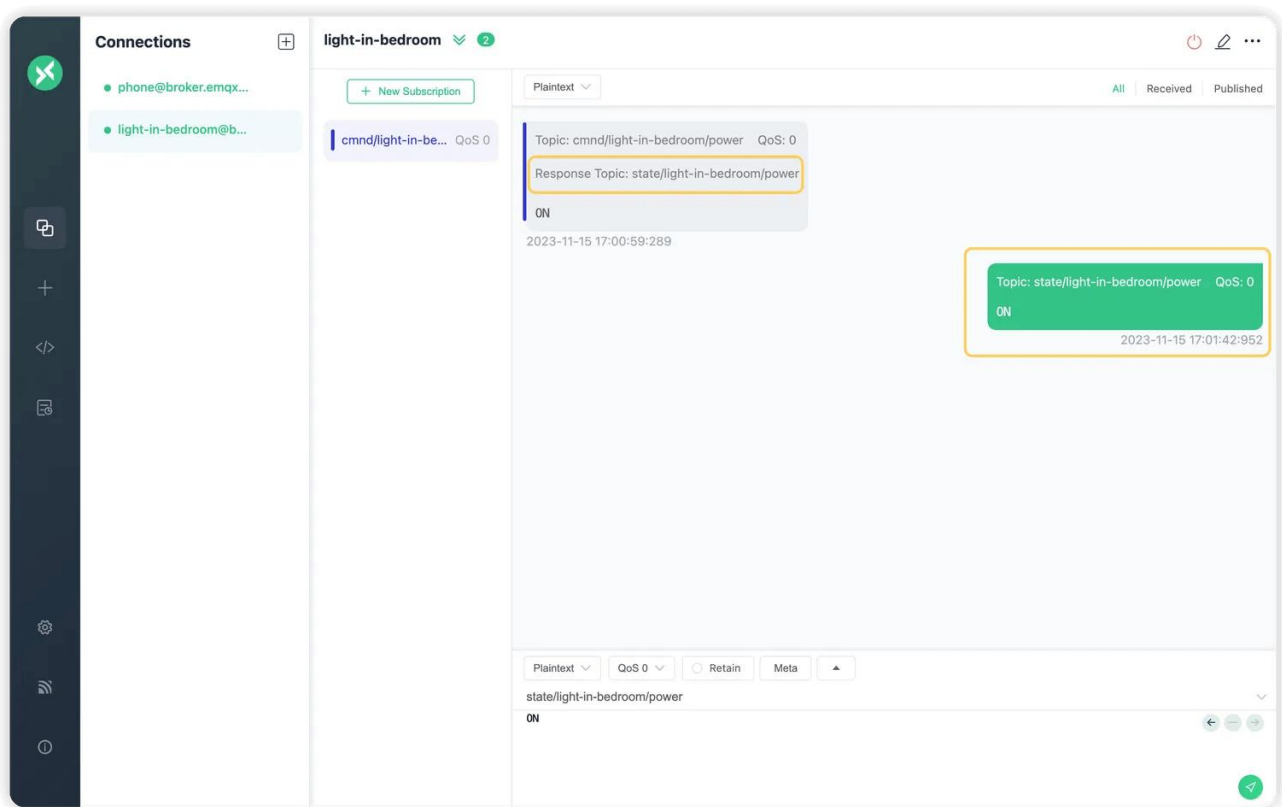 Connections
phone@broker.emqx...
light-in-bedroom@b...
light-in-bedroom 2
+ New Subscription
cmnd/light-in-be... QoS 0
Plaintext
All Received Published
Topic: cmnd/light-in-bedroom/power QoS: 0
Response Topic: state/light-in-bedroom/power
ON
2023-11-15 17:00:59:289
Topic: state/light-in-bedroom/power QoS: 0
ON
2023-11-15 17:01:42:952
Plaintext QoS 0 Retain Meta
state/light-in-bedroom/power
ON